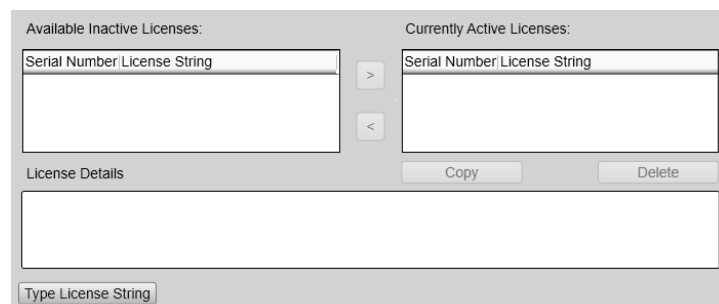 Available Inactive Licenses:
Currently Active Licenses:
Serial Number License String
Serial Number License String
>
<
License Details
Copy
Delete
Type License String